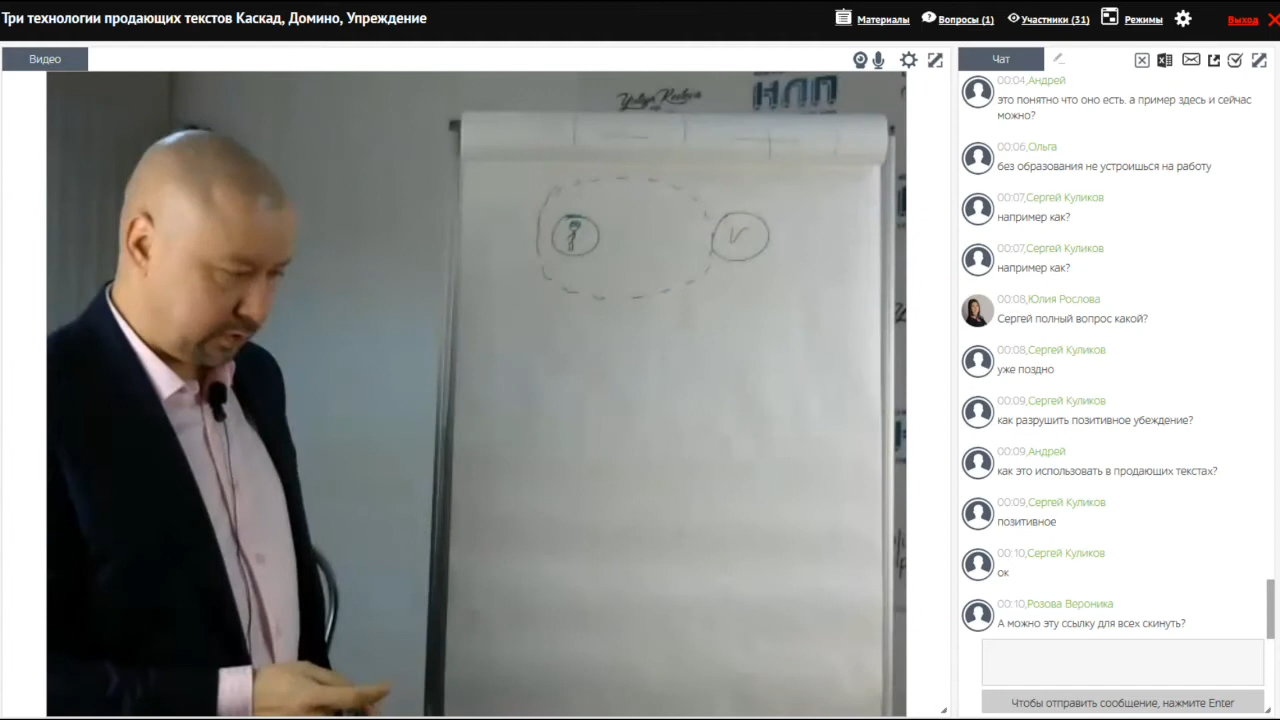 Три технологии продающих текстов Каскад, Домино, Упреждение
Материалы
Вопросы (1)
Участники (31)
Режимы
Выход
Видео
НЛП
Чат
00:04,Андрей
это понятно что оно есть. а пример здесь и сейчас
можно?
00:06,Ольга
без образования не устроишься на работу
00:07,Сергей Куликов
например как?
00:07,Сергей Куликов
например как?
00:08,Юлия Рослова
Сергей полный вопрос какой?
00:08,Сергей Куликов
уже поздно
00:09,Сергей Куликов
как разрушить позитивное убеждение?
00:09,Андрей
как это использовать в продающих текстах?
00:09,Сергей Куликов
позитивное
00:10,Сергей Куликов
ок
00:10,Розова Вероника
А можно эту ссылку для всех скинуть?
Чтобы отправить сообщение, нажмите Enter